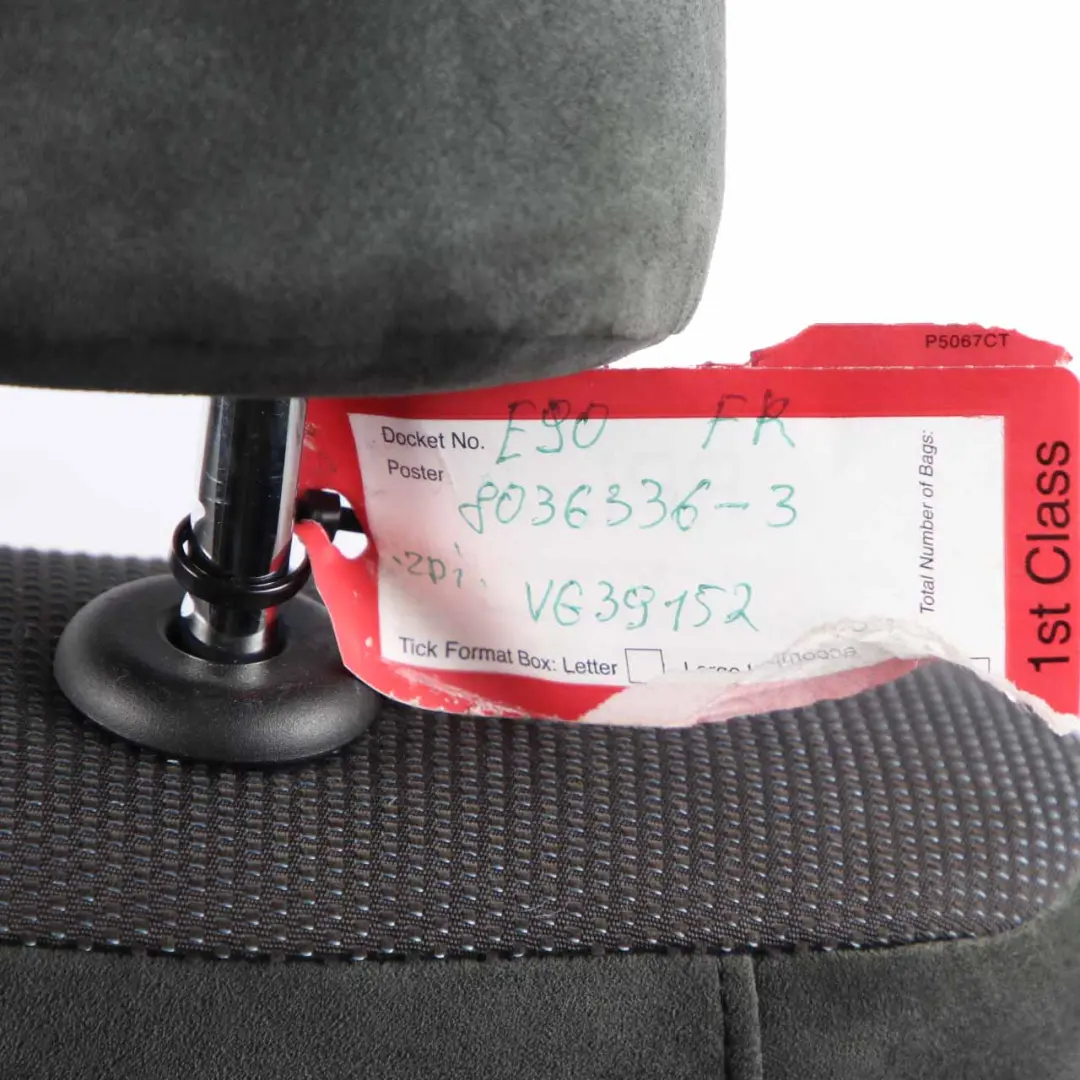 P5067CT
Docket No. E90 FR
Poster
8036336-3
VG39152
Tick Format Box: Letter
Total Number of Bags:
1st Class